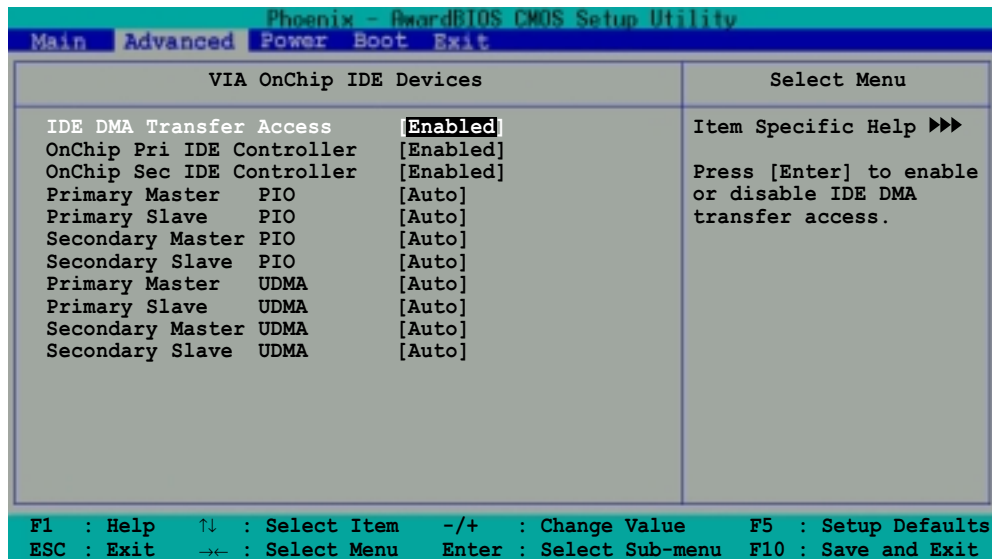 Phoenix - AwardBIOS CMOS Setup Utility
Main Advanced Power Boot Exit
VIA OnChip IDE Devices
IDE DMA Transfer Access [Enabled]
OnChip Pri IDE Controller [Enabled]
OnChip Sec IDE Controller [Enabled]
Primary Master PIO [Auto]
Primary Slave PIO [Auto]
Secondary Master PIO [Auto]
Secondary Slave PIO [Auto]
Primary Master UDMA [Auto]
Primary Slave UDMA [Auto]
Secondary Master UDMA [Auto]
Secondary Slave UDMA [Auto]
Select Menu
Item Specific Help ▶▶▶
Press [Enter] to enable
or disable IDE DMA
transfer access.
F1 : Help ↑↓ : Select Item -/+ : Change Value F5 : Setup Defaults
ESC : Exit →← : Select Menu Enter : Select Sub-menu F10 : Save and Exit